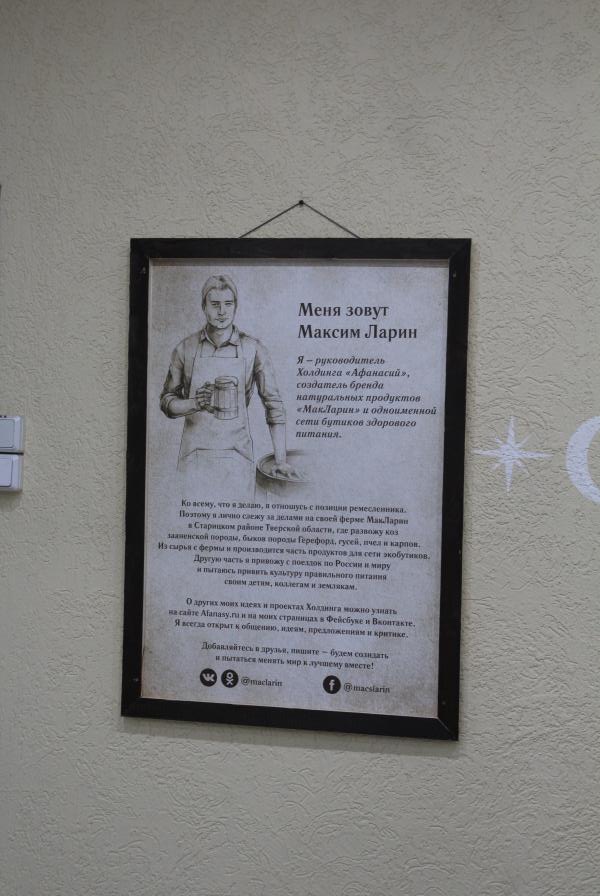 Меня зовут
Максим Ларин
Я – руководитель
Холдинга «Афанасий»,
создатель бренда
натуральных продуктов
«МакЛарин» и одноименной
сети бутиков здорового
питания.
Ко всему, что я делаю, я отношусь с позиции ремесленника.
Поэтому я лично слежу за делами на своей ферме МакЛарин
в Старицком районе Тверской области, где развожу коз
зааненской породы, быков породы Герефорд, гусей, пчел и карпов.
Из сырья с фермы и производится часть продуктов для сети экобутиков.
Другую часть я привожу с поездок по России и миру
и пытаюсь привить культуру правильного питания
своим детям, коллегам и землякам.
О других моих идеях и проектах Холдинга можно узнать
на сайте Afanasy.ru и на моих страницах в Фейсбуке и Вконтакте.
Я всегда открыт к общению, идеям, предложениям и критике.
Добавляйтесь в друзья, пишите – будем созидать
и пытаться менять мир к лучшему вместе!
@maclarin @macslarin